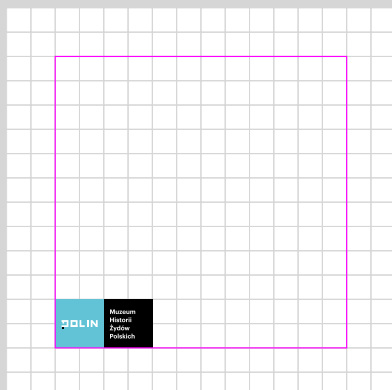 POLIN
Muzeum
Historii
Żydów
Polskich